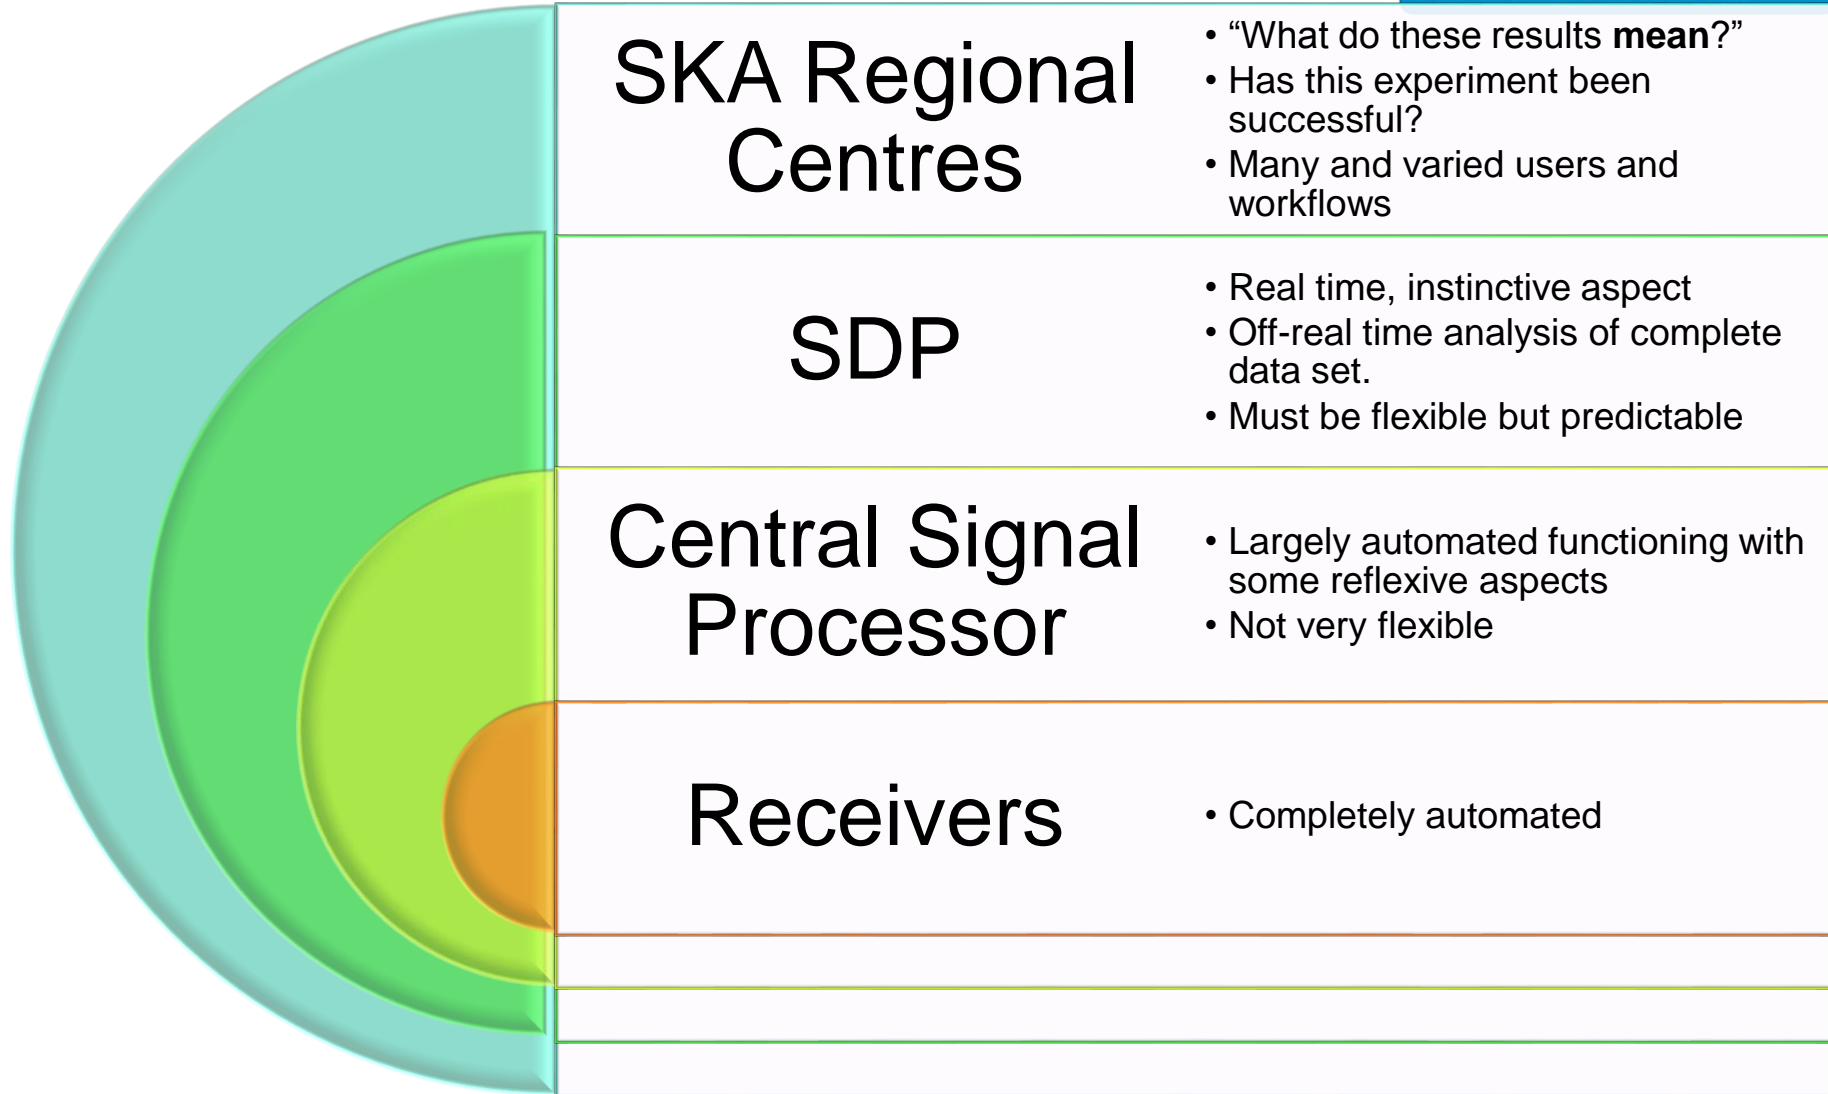 SKA Regional
Centres
• “What do these results mean?”
• Has this experiment been
successful?
• Many and varied users and
workflows
SDP
• Real time, instinctive aspect
• Off-real time analysis of complete
data set.
• Must be flexible but predictable
Central Signal
Processor
• Largely automated functioning with
some reflexive aspects
• Not very flexible
Receivers
• Completely automated